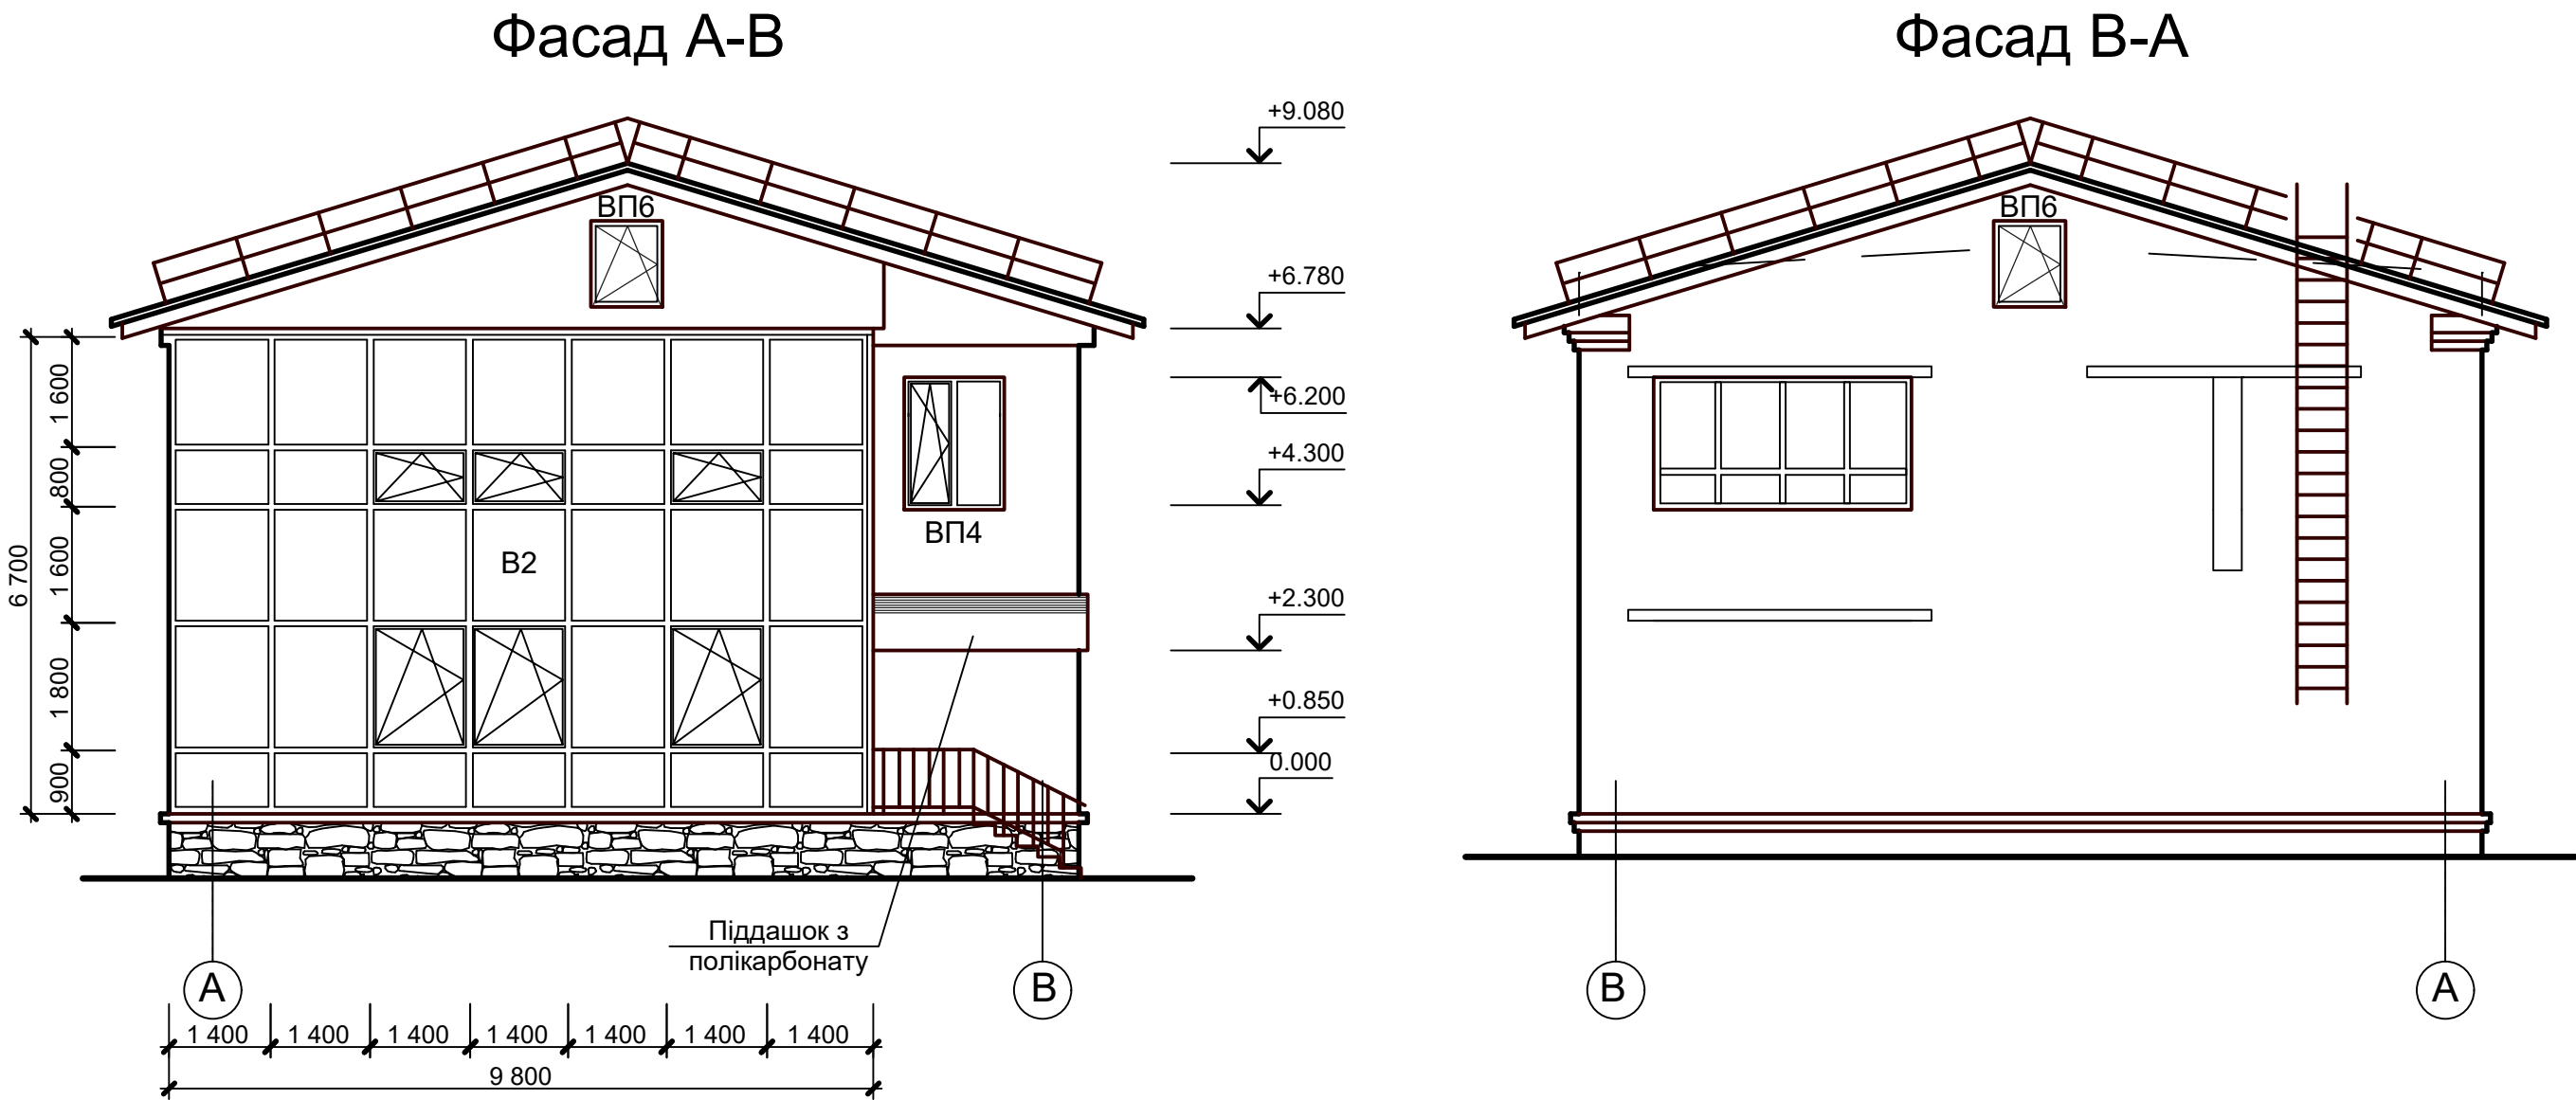 Фасад А-В
Фасад В-А
+9.080
ВП6
ВП6
+6.780
+6.200
+4.300
1 600
800
1 600
1 800
900
6 700
В2
ВП4
+2.300
+0.850
0.000
Піддашок з
полікарбонату
А
В
В
А
1 400
1 400
1 400
1 400
1 400
1 400
1 400
9 800